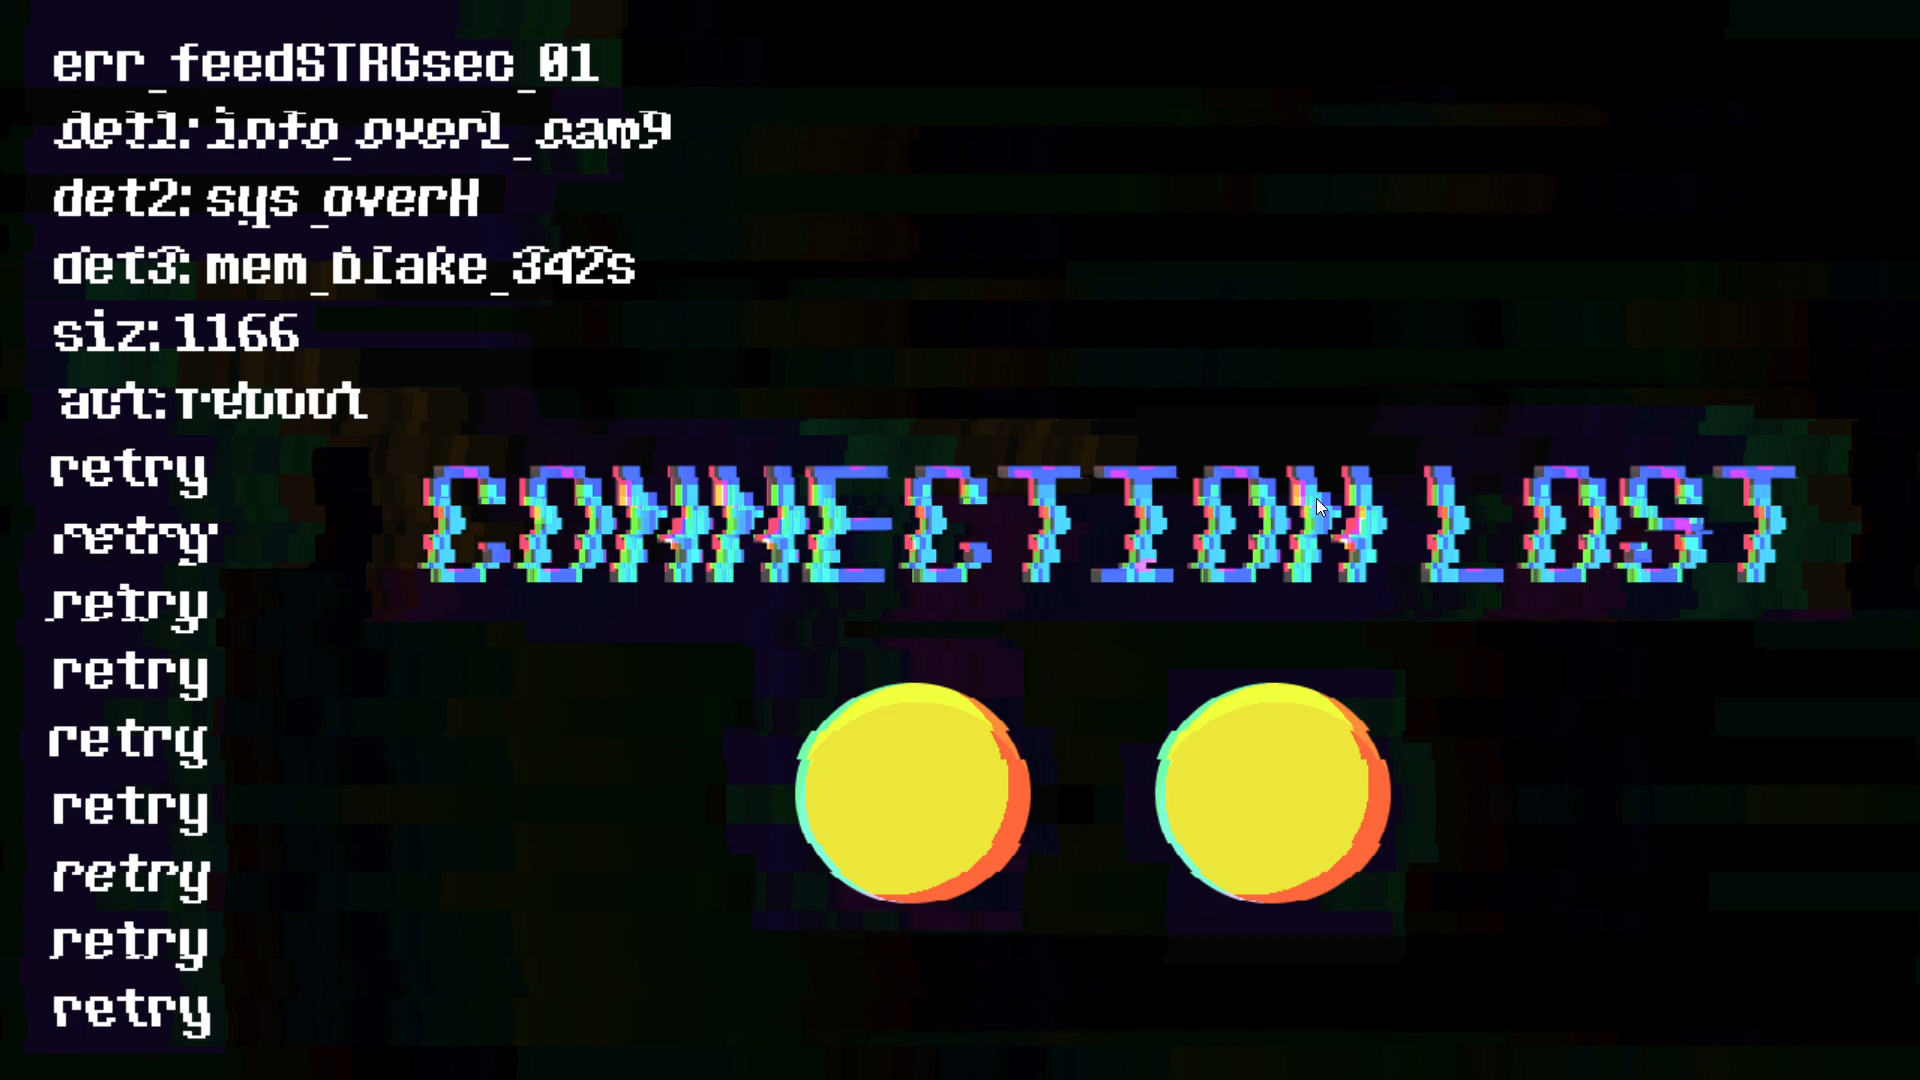 err_feedSTRGsec_01
det1: info_overl_cam9
det2: sys_overH
det3: mem_blake_342s
siz: 1166
act: reboot
retry
retry
retry
CONNECTION LOST
retry
retry
retry
retry
retry
retry